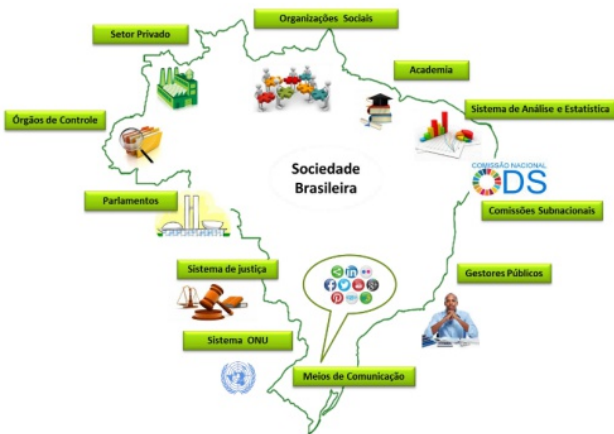 Organizações Sociais
Setor Privado
Academia
Sistema de Análise e Estatística
Órgãos de Controle
Sociedade
Brasileira
COMISSÃO NACIONAL
ODS
Parlamentos
Comissões Subnacionais
Sistema de justiça
Gestores Públicos
Sistema ONU
Meios de Comunicação